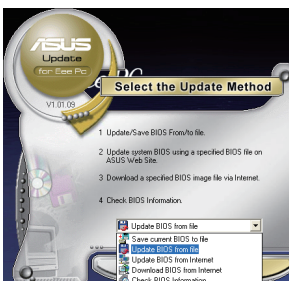 ASUS
Update
for Eee Pc
V1.01.09
PC
Select the Update Method
1 Update/Save BIOS From/to file.
2 Update system BIOS using a specified BIOS file on
ASUS Web Site.
3 Download a specified BIOS image file via Internet.
4 Check BIOS Information.
Update BIOS from file
Save current BIOS to file
Update BIOS from file
Update BIOS from Internet
Download BIOS from Internet
Check BIOS Information